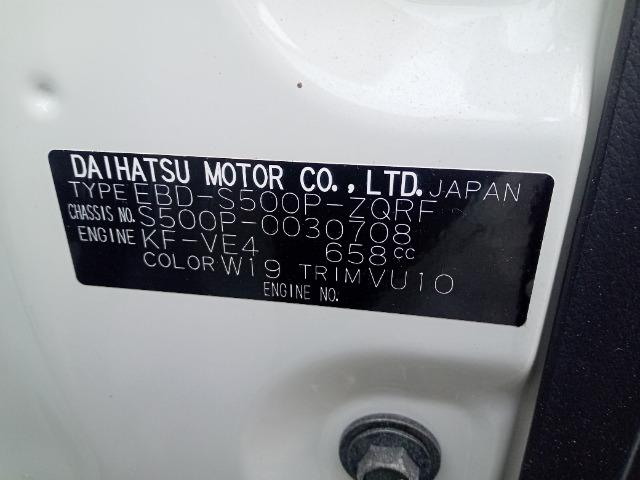 DAIHATSU MOTOR CO.,LTD. JAPAN
TYPE EBD-S500P-ZQRF
CHASSIS NO. S500P-0030708
ENGINE KF-VE4 658cc
COLOR W19 TRIM VU10
ENGINE NO.